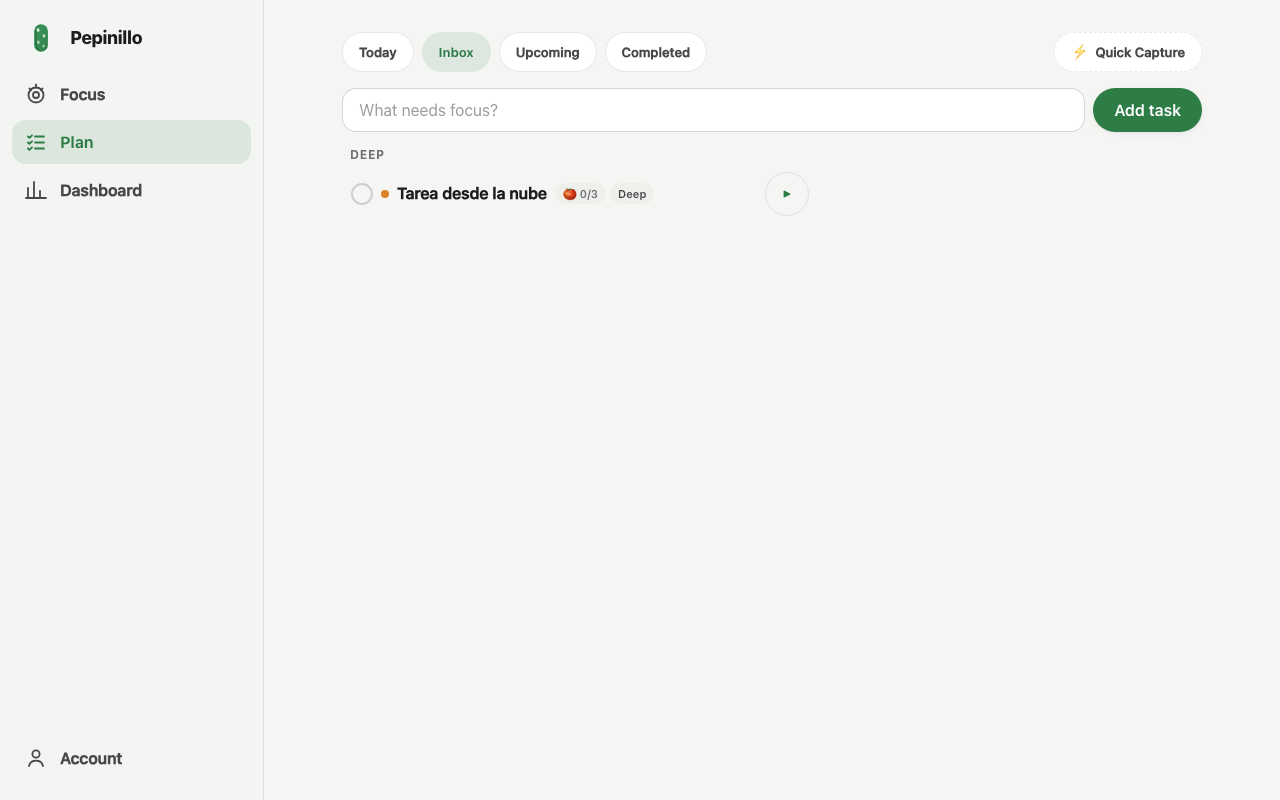 Pepinillo
Focus
Plan
Dashboard
Account
Today Inbox Upcoming Completed ⚡ Quick Capture
What needs focus? Add task
DEEP
Tarea desde la nube 🍅 0/3 Deep